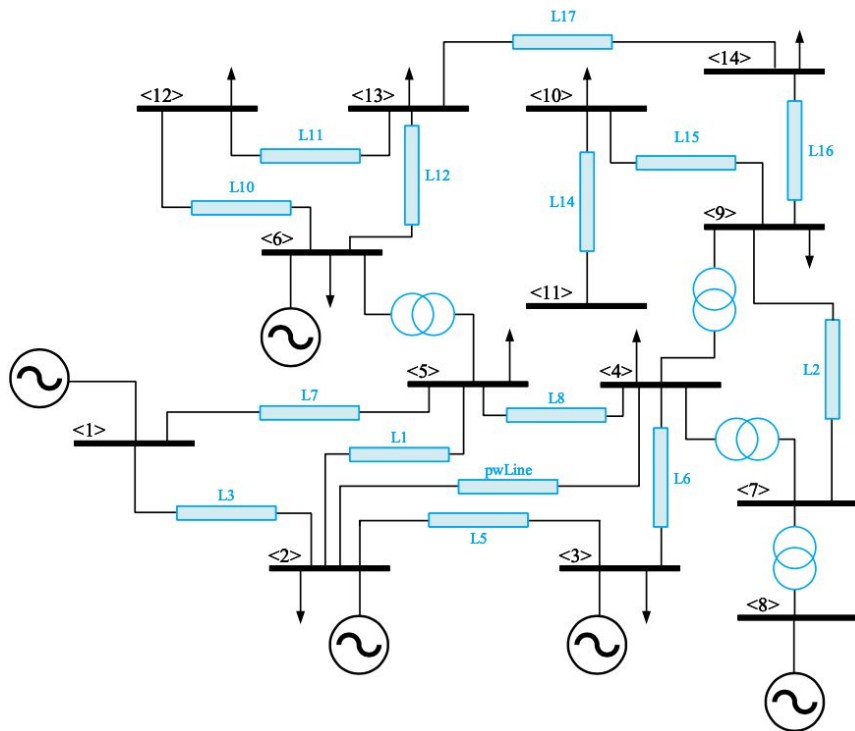 L17
<14>
<12>
<13>
<10>
L11
L15
L16
L12
L10
L14
<9>
<6>
<11>
<5>
<4>
L2
L7
L8
<1>
L1
pwLine
L6
L3
<7>
L5
<2>
<3>
<8>